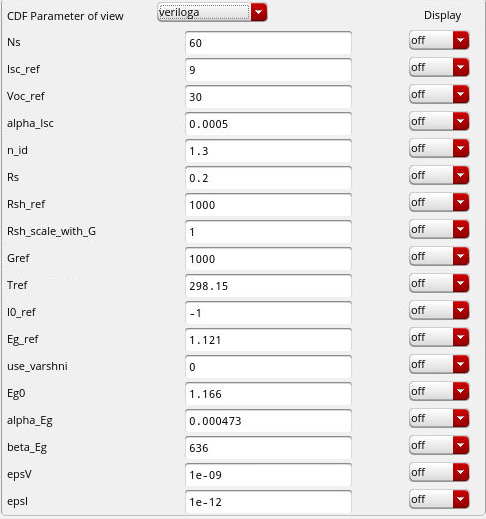 CDF Parameter of view veriloga Display
Ns 60 off
Isc_ref 9 off
Voc_ref 30 off
alpha_Isc 0.0005 off
n_id 1.3 off
Rs 0.2 off
Rsh_ref 1000 off
Rsh_scale_with_G 1 off
Gref 1000 off
Tref 298.15 off
I0_ref -1 off
Eg_ref 1.121 off
use_varshni 0 off
Eg0 1.166 off
alpha_Eg 0.000473 off
beta_Eg 636 off
epsV 1e-09 off
epsI 1e-12 off